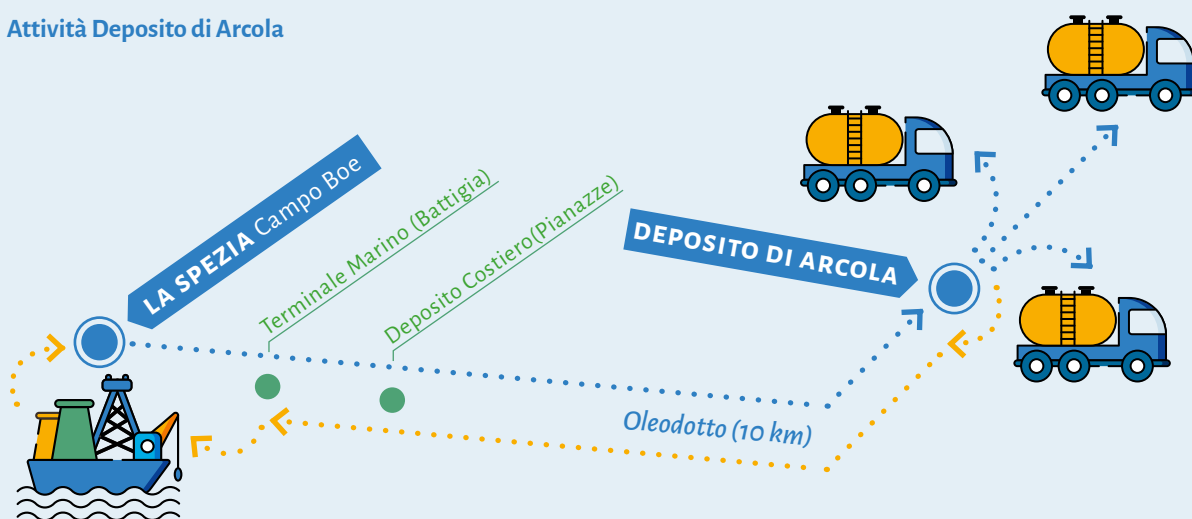 Attività Deposito di Arcola
LA SPEZIA Campo Boe
Terminale Marino (Battigia)
Deposito Costiero(Pianazze)
DEPOSITO DI ARCOLA
Oleodotto (10 km)